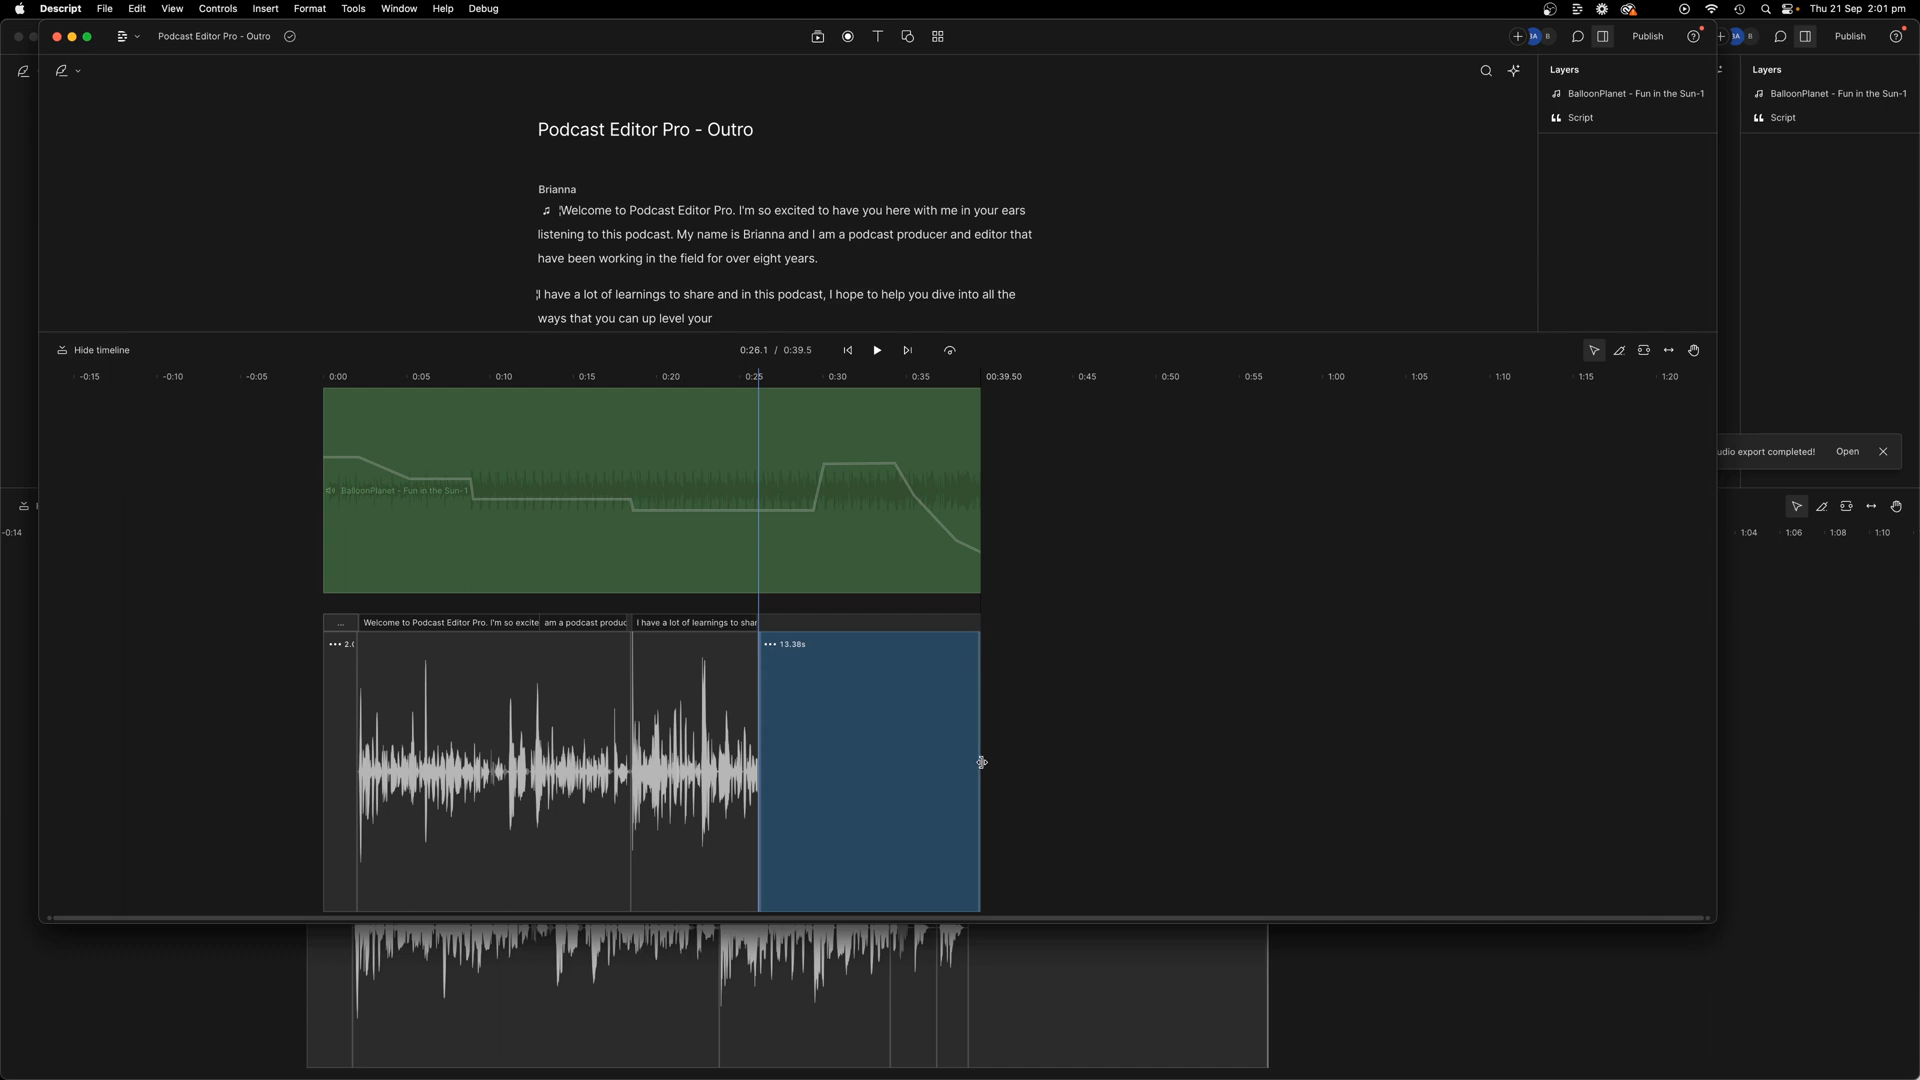 Descript File Edit View Controls Insert Format Tools Window Help Debug Thu 21 Sep 2:01 pm
Podcast Editor Pro - Outro
BA B Publish
BA B Publish
Layers
BalloonPlanet - Fun in the Sun-1
Script
Layers
BalloonPlanet - Fun in the Sun-1
Script
Podcast Editor Pro - Outro
Brianna
Welcome to Podcast Editor Pro. I'm so excited to have you here with me in your ears
listening to this podcast. My name is Brianna and I am a podcast producer and editor that
have been working in the field for over eight years.
I have a lot of learnings to share and in this podcast, I hope to help you dive into all the
ways that you can up level your
Hide timeline
0:26.1 / 0:39.5
-0:15 -0:10 -0:05 0:00 0:05 0:10 0:15 0:20 0:25 0:30 0:35 00:39.50 0:45 0:50 0:55 1:00 1:05 1:10 1:15 1:20
udio export completed! Open
-0:14
1:04 1:06 1:08 1:10
BalloonPlanet - Fun in the Sun-1
... Welcome to Podcast Editor Pro. I'm so excite am a podcast produc I have a lot of learnings to shar
••• 2.0
••• 13.38s